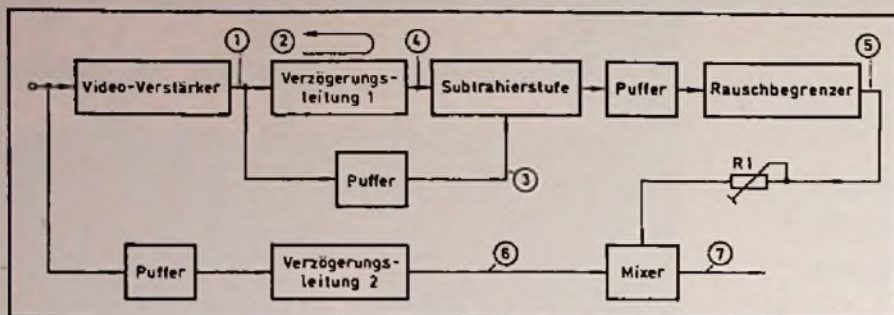 1
2
4
5
Video-Verstärker
Verzögerungs-
leitung 1
Subtrahierstufe
Puffer
Rauschbegrenzer
R1
Puffer
3
Puffer
Verzögerungs-
leitung 2
6
Mixer
7